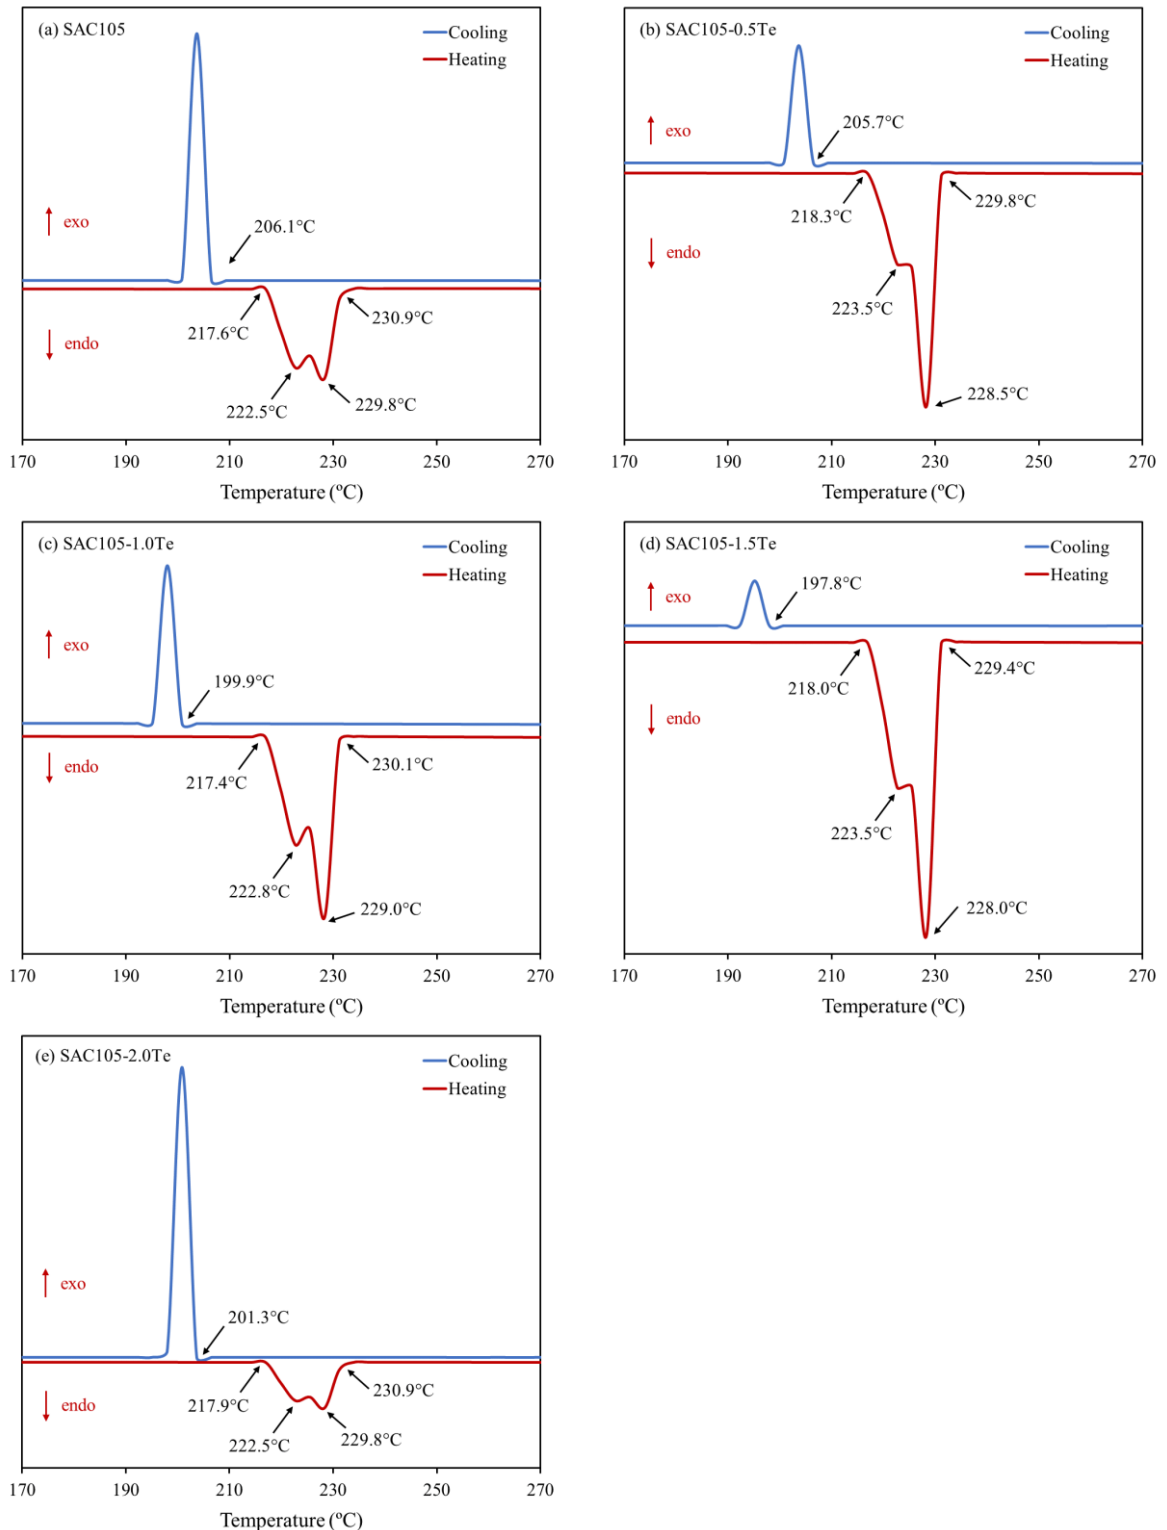 (a) SAC105
Cooling
Heating
exo
206.1°C
217.6°C
230.9°C
endo
222.5°C
229.8°C
170 190 210 230 250 270
Temperature (ºC)
(b) SAC105-0.5Te
Cooling
Heating
exo
205.7°C
218.3°C
229.8°C
endo
223.5°C
228.5°C
170 190 210 230 250 270
Temperature (ºC)
(c) SAC105-1.0Te
Cooling
Heating
exo
199.9°C
217.4°C
230.1°C
endo
222.8°C
229.0°C
170 190 210 230 250 270
Temperature (ºC)
(d) SAC105-1.5Te
Cooling
Heating
exo
197.8°C
218.0°C
229.4°C
endo
223.5°C
228.0°C
170 190 210 230 250 270
Temperature (ºC)
(e) SAC105-2.0Te
Cooling
Heating
exo
201.3°C
217.9°C
230.9°C
endo
222.5°C
229.8°C
170 190 210 230 250 270
Temperature (ºC)